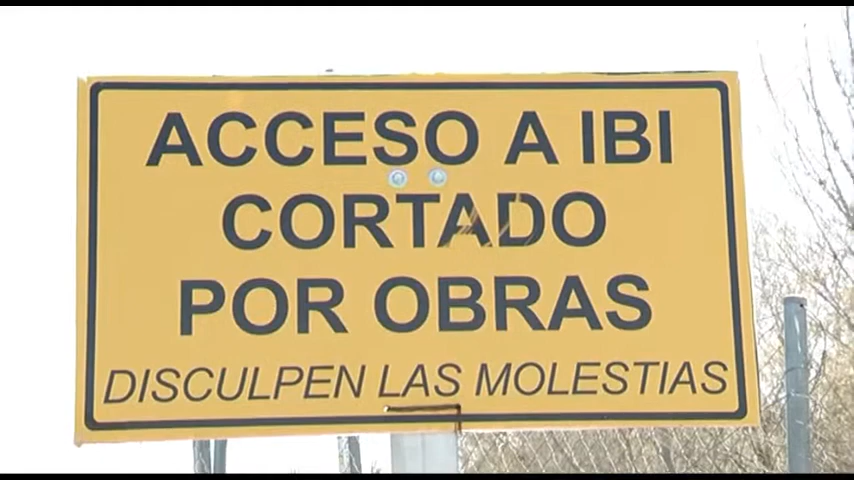 ACCESO A IBI
CORTADO
POR OBRAS
DISCULPEN LAS MOLESTIAS